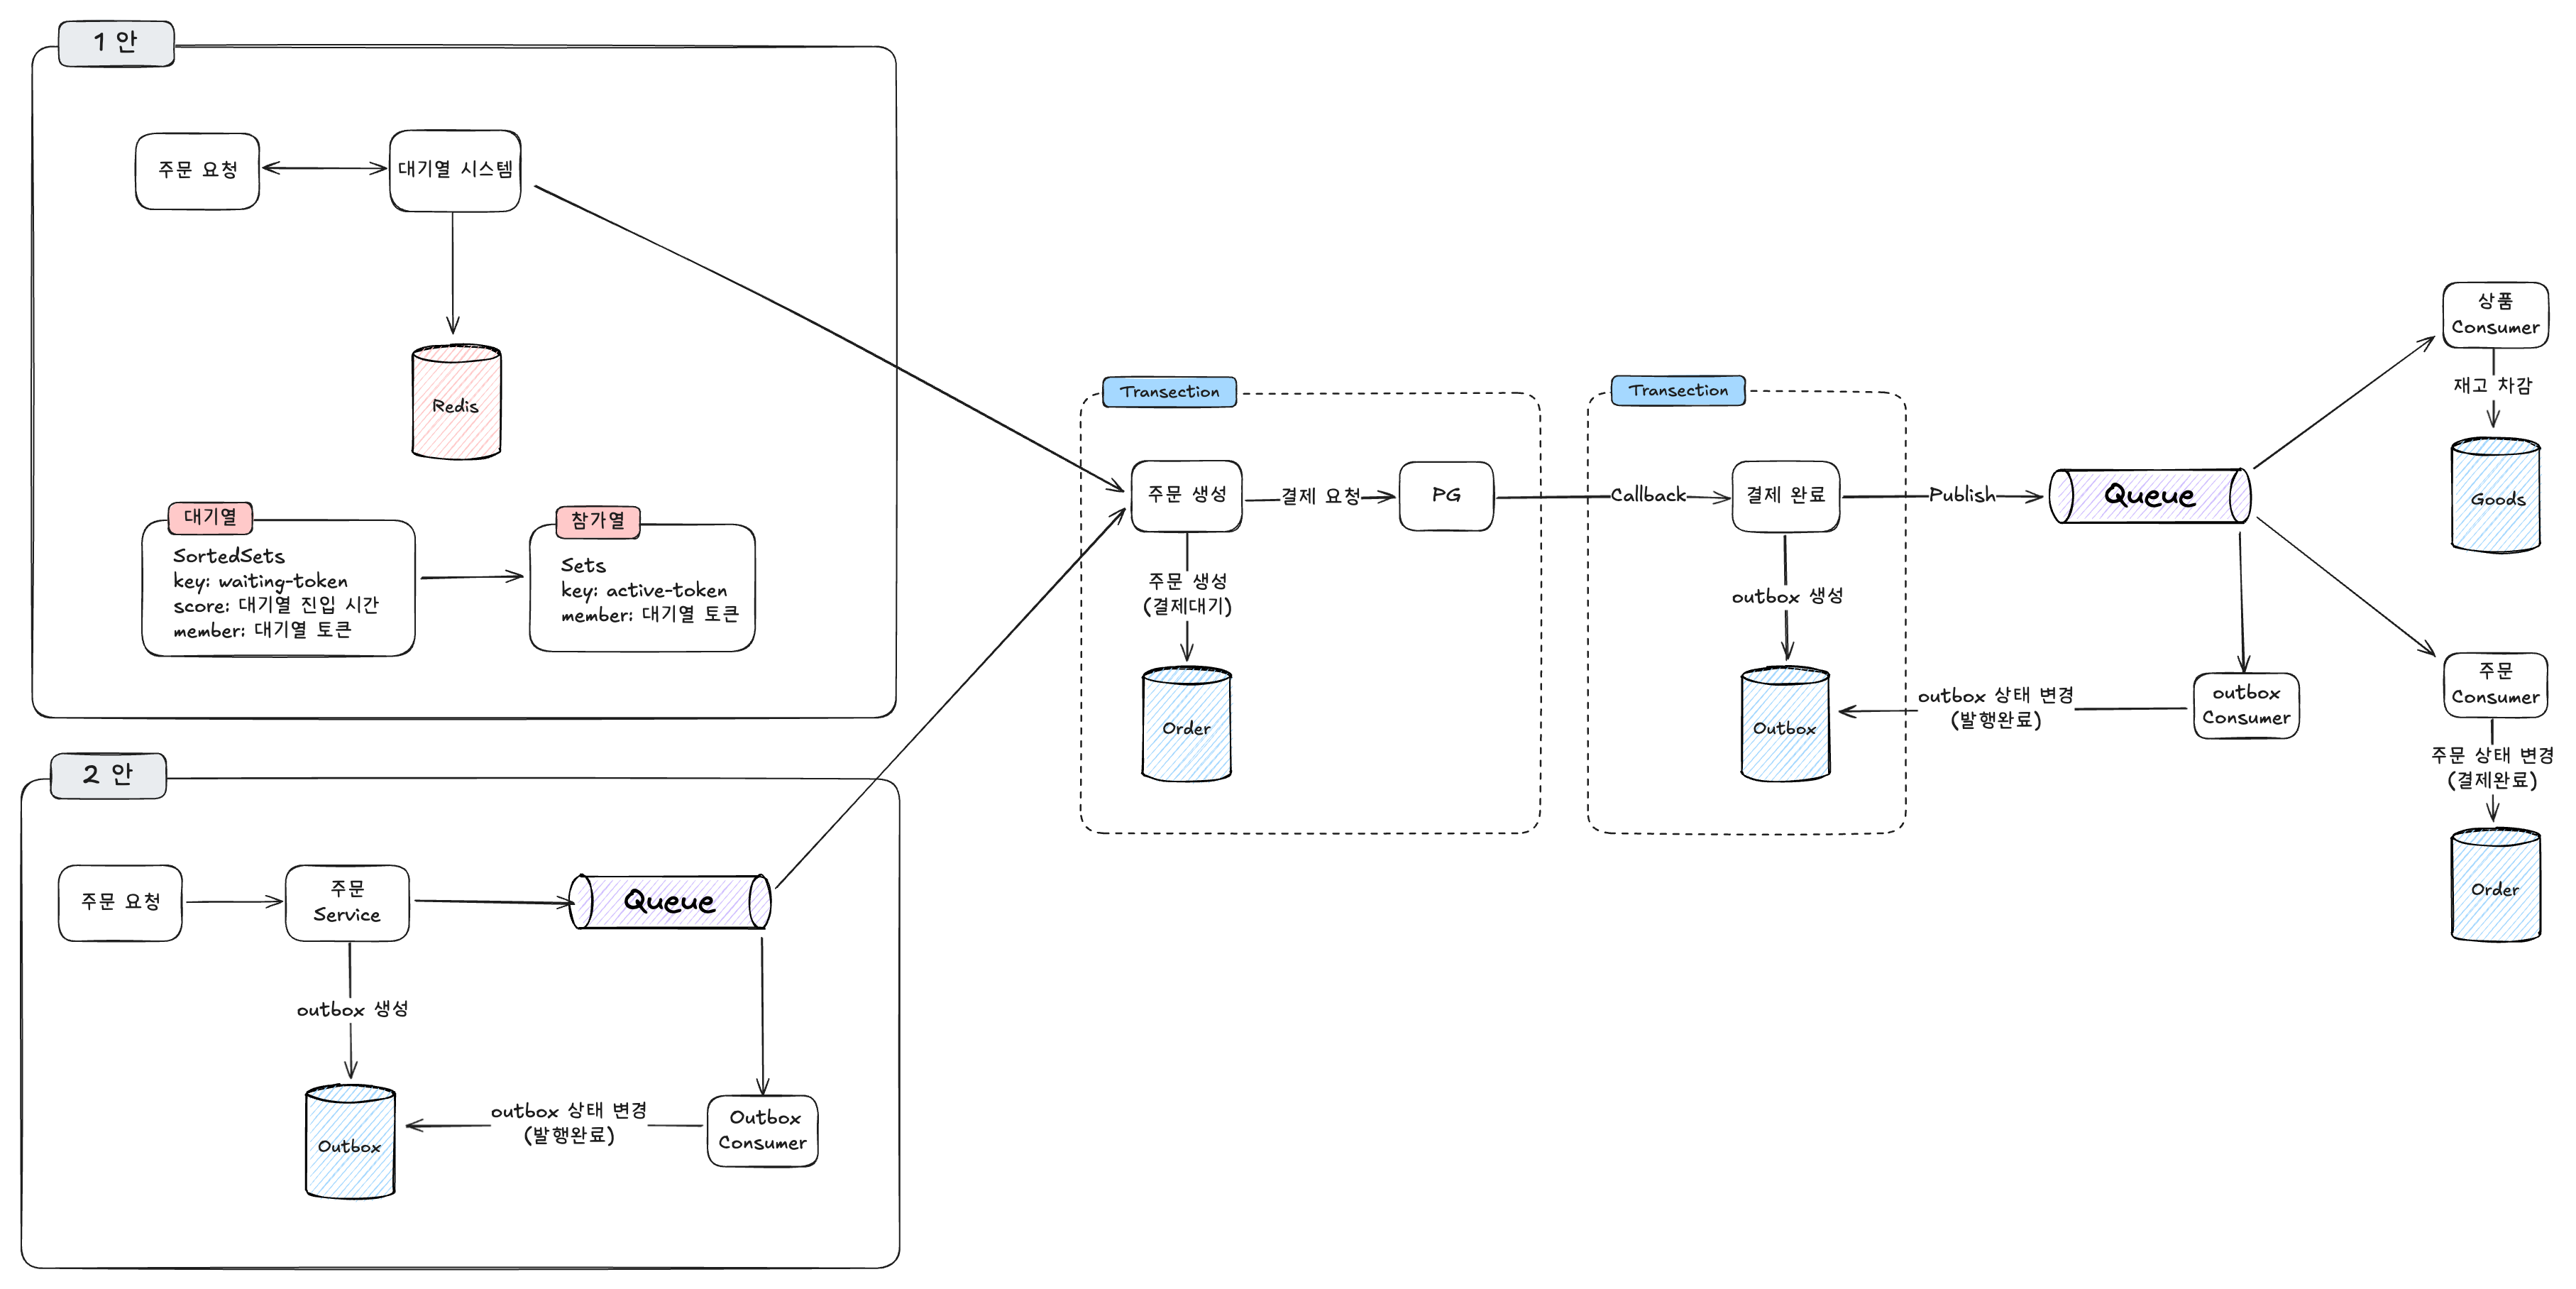 1 안
주문 요청
대기열 시스템
Redis
대기열
SortedSets
key: waiting-token
score: 대기열 진입 시간
member: 대기열 토큰
참가열
Sets
key: active-token
member: 대기열 토큰
2 안
주문 요청
주문
Service
Queue
outbox 생성
Outbox
outbox 상태 변경
(발행완료)
Outbox
Consumer
Transection
주문 생성
결제 요청
PG
주문 생성
(결제대기)
Order
Transection
Callback
결제 완료
Publish
outbox 생성
Outbox
Queue
outbox 상태 변경
(발행완료)
outbox
Consumer
상품
Consumer
재고 차감
Goods
주문
Consumer
주문 상태 변경
(결제완료)
Order